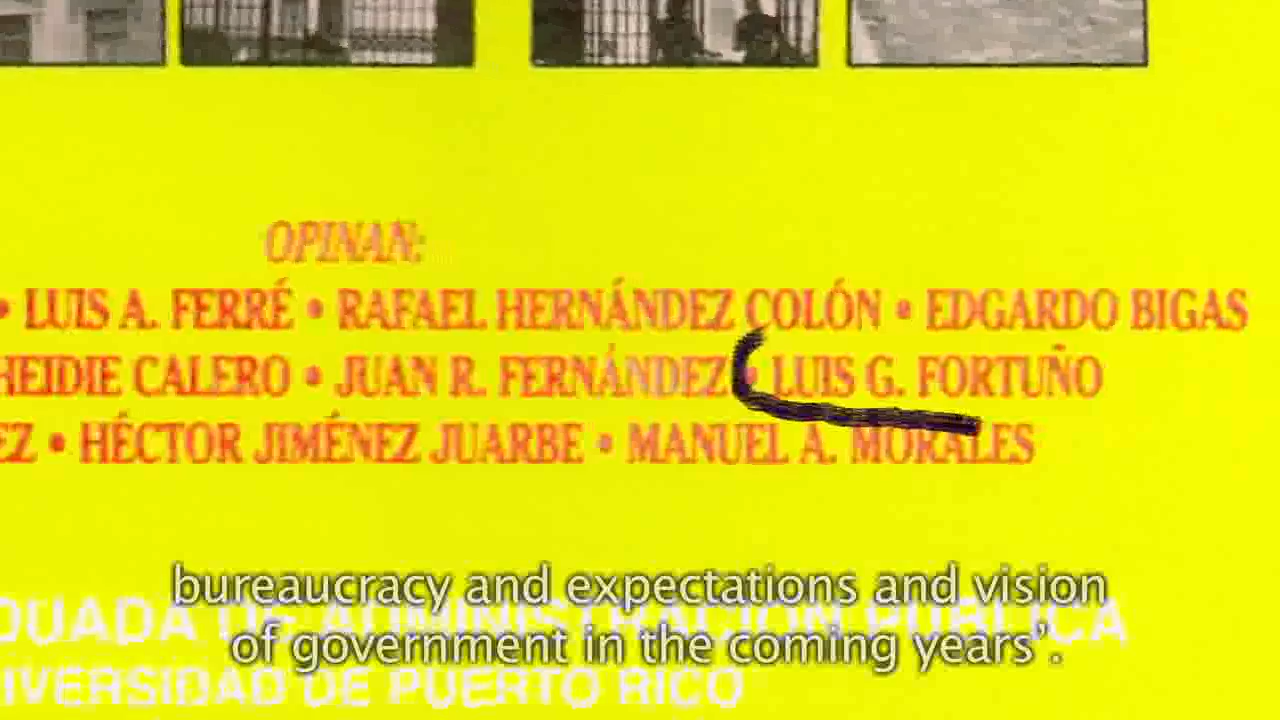 OPINAN:
• LUIS A. FERRÉ • RAFAEL HERNÁNDEZ COLÓN • EDGARDO BIGAS
HEIDIE CALERO • JUAN R. FERNÁNDEZ • LUIS G. FORTUÑO
EZ • HÉCTOR JIMÉNEZ JUARBE • MANUEL A. MORALES
bureaucracy and expectations and vision
DUADA DE ADMINISTRACIÓN PÚBLICA
of government in the coming years".
IVERSIDAD DE PUERTO RICO